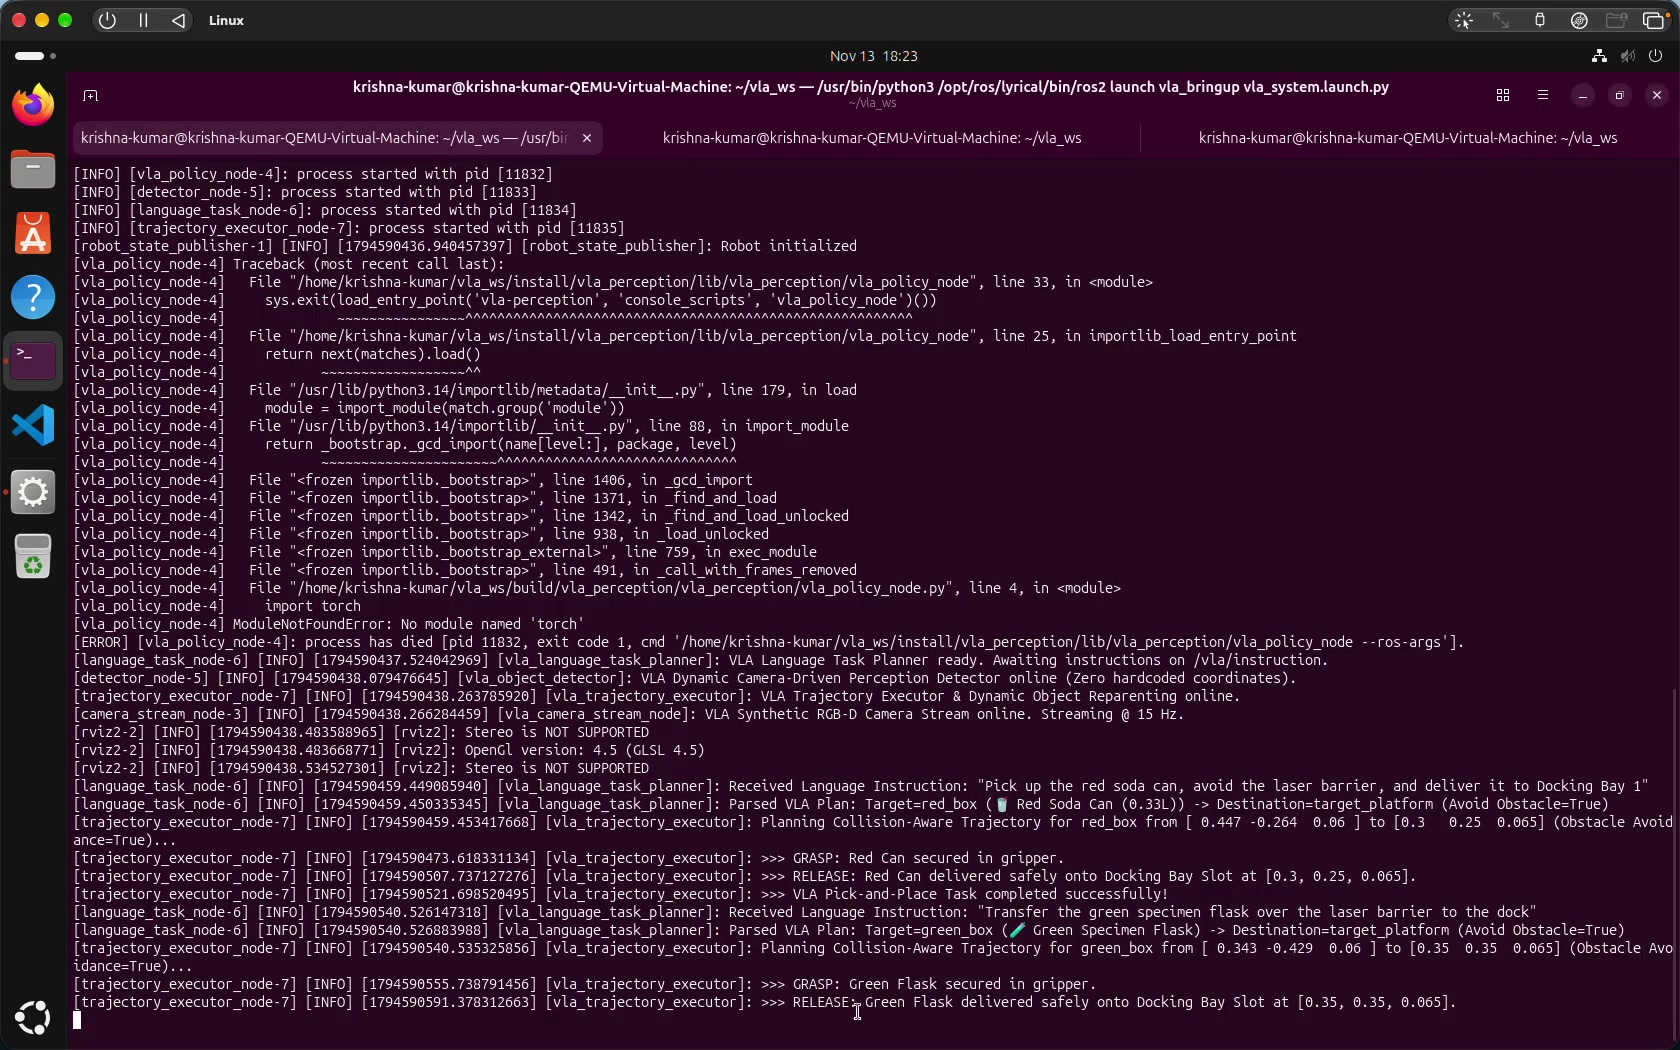 Linux
Nov 13 18:23
krishna-kumar@krishna-kumar-QEMU-Virtual-Machine: ~/vla_ws — /usr/bin/python3 /opt/ros/lyrical/bin/ros2 launch vla_bringup vla_system.launch.py
~/vla_ws
krishna-kumar@krishna-kumar-QEMU-Virtual-Machine: ~/vla_ws — /usr/bin
krishna-kumar@krishna-kumar-QEMU-Virtual-Machine: ~/vla_ws
krishna-kumar@krishna-kumar-QEMU-Virtual-Machine: ~/vla_ws
[INFO] [vla_policy_node-4]: process started with pid [11832]
[INFO] [detector_node-5]: process started with pid [11833]
[INFO] [language_task_node-6]: process started with pid [11834]
[INFO] [trajectory_executor_node-7]: process started with pid [11835]
[robot_state_publisher-1] [INFO] [1794590436.940457397] [robot_state_publisher]: Robot initialized
[vla_policy_node-4] Traceback (most recent call last):
[vla_policy_node-4]   File "/home/krishna-kumar/vla_ws/install/vla_perception/lib/vla_perception/vla_policy_node", line 33, in <module>
[vla_policy_node-4]     sys.exit(load_entry_point('vla-perception', 'console_scripts', 'vla_policy_node')())
[vla_policy_node-4]              ~~~~~~~~~~~~~~~~^^^^^^^^^^^^^^^^^^^^^^^^^^^^^^^^^^^^^^^^^^^^^^^^^^^^^^^^
[vla_policy_node-4]   File "/home/krishna-kumar/vla_ws/install/vla_perception/lib/vla_perception/vla_policy_node", line 25, in importlib_load_entry_point
[vla_policy_node-4]     return next(matches).load()
[vla_policy_node-4]            ~~~~~~~~~~~~~~~~~~^^
[vla_policy_node-4]   File "/usr/lib/python3.14/importlib/metadata/__init__.py", line 179, in load
[vla_policy_node-4]     module = import_module(match.group('module'))
[vla_policy_node-4]   File "/usr/lib/python3.14/importlib/__init__.py", line 88, in import_module
[vla_policy_node-4]     return _bootstrap._gcd_import(name[level:], package, level)
[vla_policy_node-4]            ~~~~~~~~~~~~~~~~~~~~~~^^^^^^^^^^^^^^^^^^^^^^^^^^^^^^
[vla_policy_node-4]   File "<frozen importlib._bootstrap>", line 1406, in _gcd_import
[vla_policy_node-4]   File "<frozen importlib._bootstrap>", line 1371, in _find_and_load
[vla_policy_node-4]   File "<frozen importlib._bootstrap>", line 1342, in _find_and_load_unlocked
[vla_policy_node-4]   File "<frozen importlib._bootstrap>", line 938, in _load_unlocked
[vla_policy_node-4]   File "<frozen importlib._bootstrap_external>", line 759, in exec_module
[vla_policy_node-4]   File "<frozen importlib._bootstrap>", line 491, in _call_with_frames_removed
[vla_policy_node-4]   File "/home/krishna-kumar/vla_ws/build/vla_perception/vla_perception/vla_policy_node.py", line 4, in <module>
[vla_policy_node-4]     import torch
[vla_policy_node-4] ModuleNotFoundError: No module named 'torch'
[ERROR] [vla_policy_node-4]: process has died [pid 11832, exit code 1, cmd '/home/krishna-kumar/vla_ws/install/vla_perception/lib/vla_perception/vla_policy_node --ros-args'].
[language_task_node-6] [INFO] [1794590437.524042969] [vla_language_task_planner]: VLA Language Task Planner ready. Awaiting instructions on /vla/instruction.
[detector_node-5] [INFO] [1794590438.079476645] [vla_object_detector]: VLA Dynamic Camera-Driven Perception Detector online (Zero hardcoded coordinates).
[trajectory_executor_node-7] [INFO] [1794590438.263785920] [vla_trajectory_executor]: VLA Trajectory Executor & Dynamic Object Reparenting online.
[camera_stream_node-3] [INFO] [1794590438.266284459] [vla_camera_stream_node]: VLA Synthetic RGB-D Camera Stream online. Streaming @ 15 Hz.
[rviz2-2] [INFO] [1794590438.483588965] [rviz2]: Stereo is NOT SUPPORTED
[rviz2-2] [INFO] [1794590438.483668771] [rviz2]: OpenGl version: 4.5 (GLSL 4.5)
[rviz2-2] [INFO] [1794590438.534527301] [rviz2]: Stereo is NOT SUPPORTED
[language_task_node-6] [INFO] [1794590459.449085940] [vla_language_task_planner]: Received Language Instruction: "Pick up the red soda can, avoid the laser barrier, and deliver it to Docking Bay 1"
[language_task_node-6] [INFO] [1794590459.450335345] [vla_language_task_planner]: Parsed VLA Plan: Target=red_box (🥤 Red Soda Can (0.33L)) -> Destination=target_platform (Avoid Obstacle=True)
[trajectory_executor_node-7] [INFO] [1794590459.453417668] [vla_trajectory_executor]: Planning Collision-Aware Trajectory for red_box from [ 0.447 -0.264  0.06 ] to [0.3   0.25  0.065] (Obstacle Avoid
ance=True)...
[trajectory_executor_node-7] [INFO] [1794590473.618331134] [vla_trajectory_executor]: >>> GRASP: Red Can secured in gripper.
[trajectory_executor_node-7] [INFO] [1794590507.737127276] [vla_trajectory_executor]: >>> RELEASE: Red Can delivered safely onto Docking Bay Slot at [0.3, 0.25, 0.065].
[trajectory_executor_node-7] [INFO] [1794590521.698520495] [vla_trajectory_executor]: >>> VLA Pick-and-Place Task completed successfully!
[language_task_node-6] [INFO] [1794590540.526147318] [vla_language_task_planner]: Received Language Instruction: "Transfer the green specimen flask over the laser barrier to the dock"
[language_task_node-6] [INFO] [1794590540.526883988] [vla_language_task_planner]: Parsed VLA Plan: Target=green_box (🧪 Green Specimen Flask) -> Destination=target_platform (Avoid Obstacle=True)
[trajectory_executor_node-7] [INFO] [1794590540.535325856] [vla_trajectory_executor]: Planning Collision-Aware Trajectory for green_box from [ 0.343 -0.429  0.06 ] to [0.35  0.35  0.065] (Obstacle Avo
idance=True)...
[trajectory_executor_node-7] [INFO] [1794590555.738791456] [vla_trajectory_executor]: >>> GRASP: Green Flask secured in gripper.
[trajectory_executor_node-7] [INFO] [1794590591.378312663] [vla_trajectory_executor]: >>> RELEASE: Green Flask delivered safely onto Docking Bay Slot at [0.35, 0.35, 0.065].